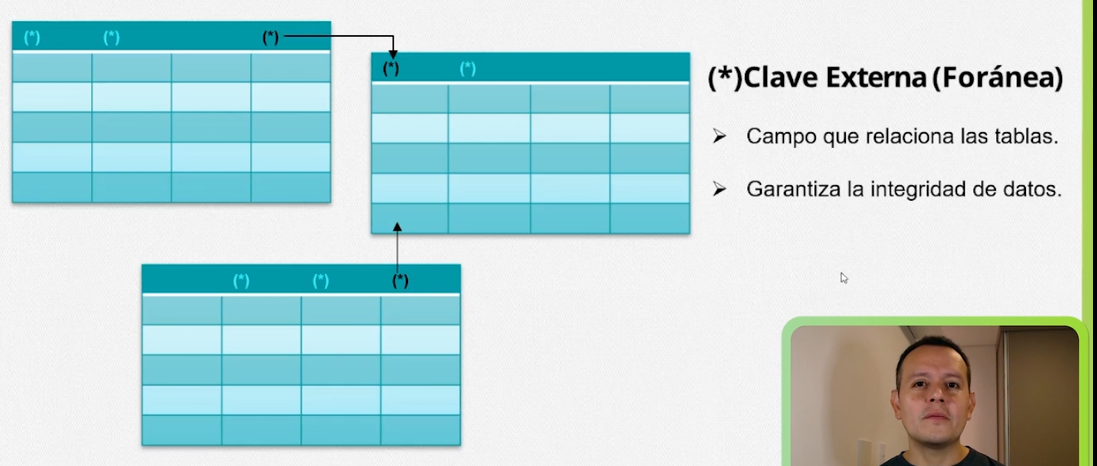 (*) (*) (*)
(*) (*)
(*)Clave Externa (Foránea)
➢ Campo que relaciona las tablas.
➢ Garantiza la integridad de datos.
(*) (*) (*)